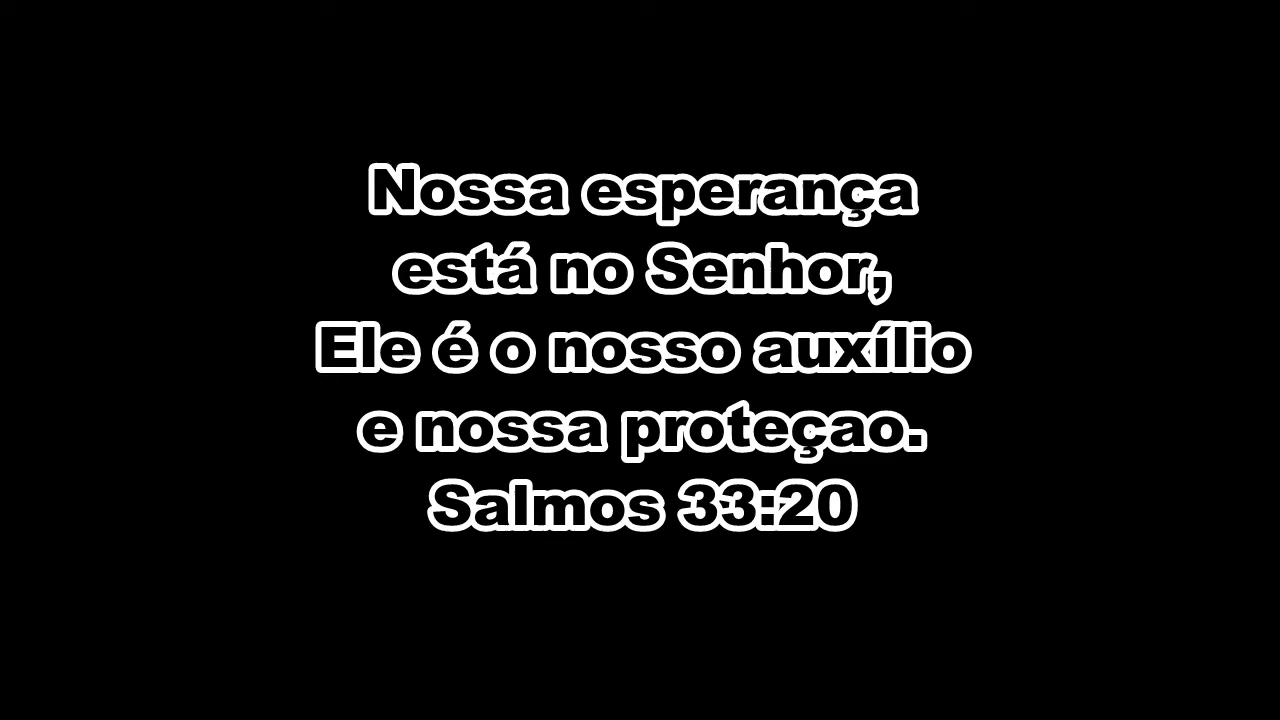 Nossa esperança
está no Senhor,
Ele é o nosso auxílio
e nossa proteçao.
Salmos 33:20